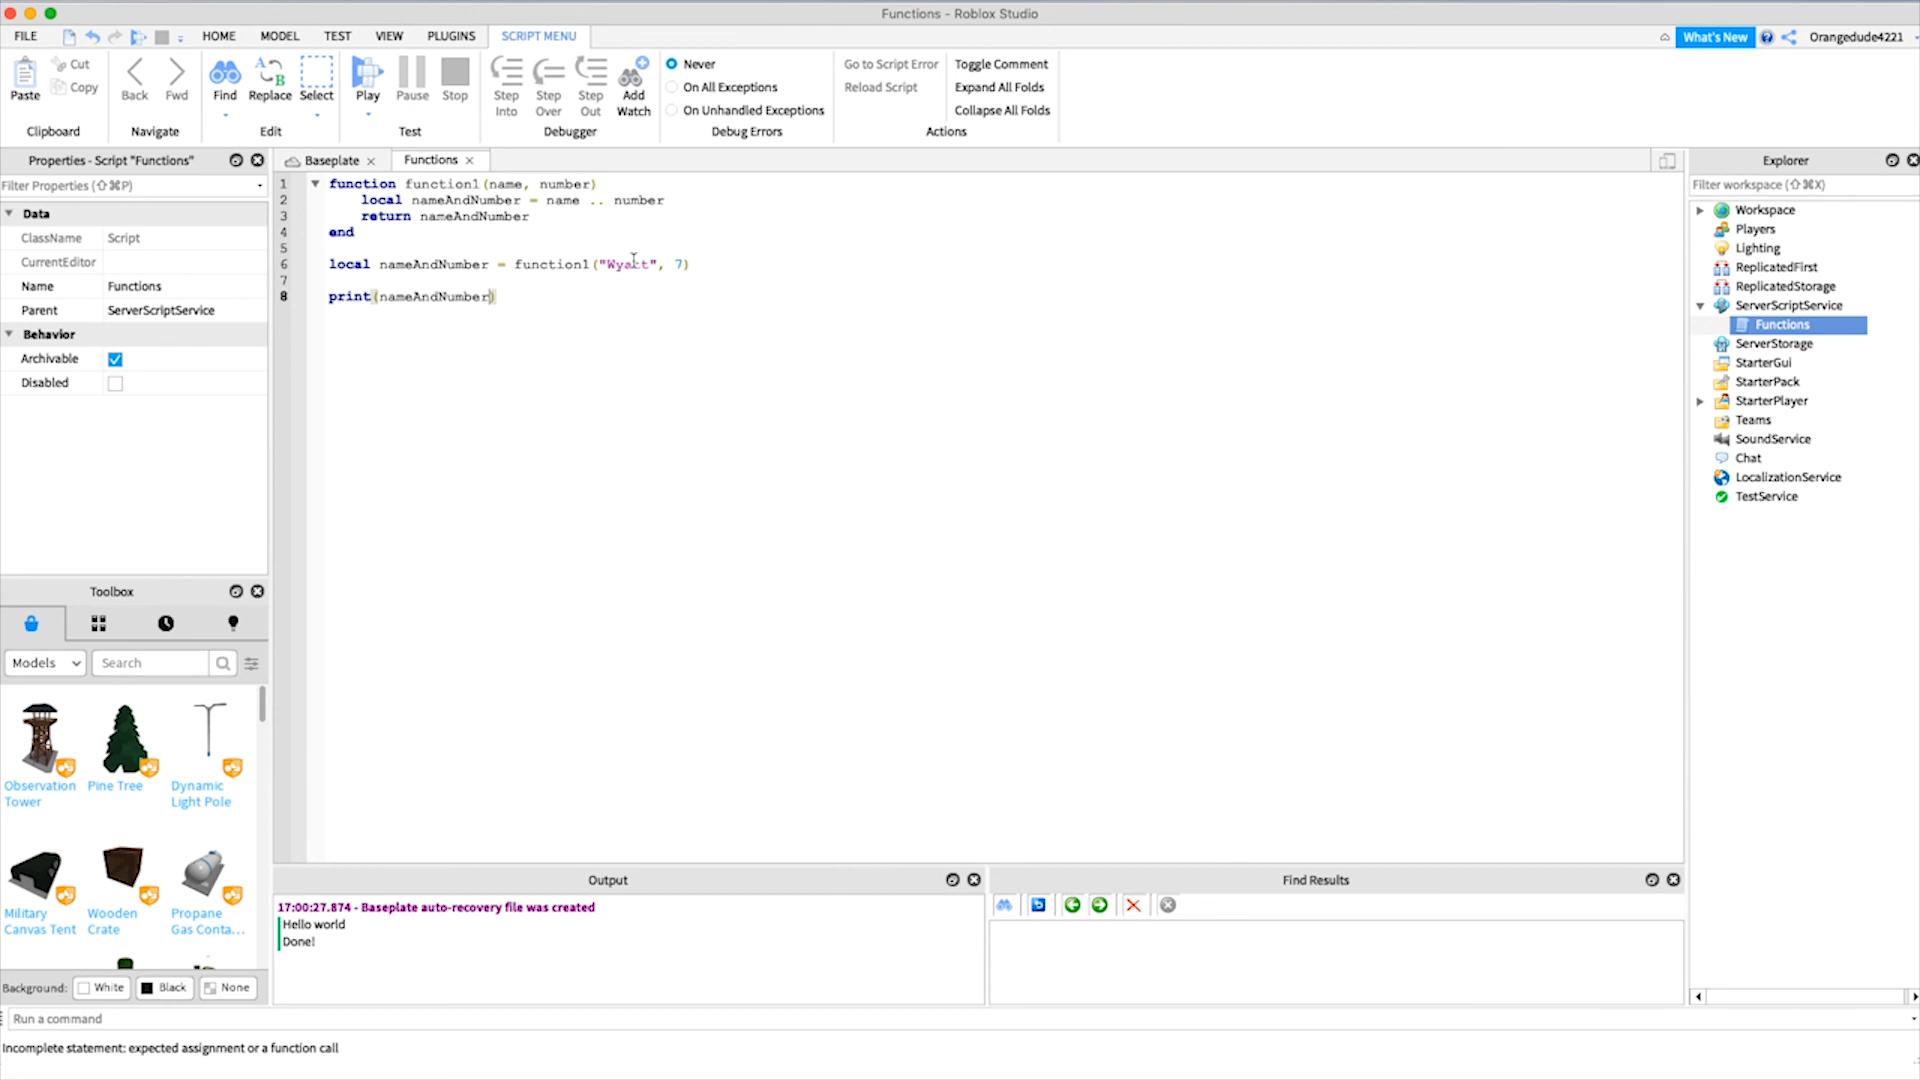 Functions - Roblox Studio
FILE HOME MODEL TEST VIEW PLUGINS SCRIPT MENU What's New Orangedude4221
Paste Cut Copy Clipboard
Back Fwd Navigate
Find Replace Select Edit
Play Pause Stop Test
Step Into Step Over Step Out Add Watch Debugger
Never
On All Exceptions
On Unhandled Exceptions
Debug Errors
Go to Script Error Toggle Comment
Reload Script Expand All Folds
Collapse All Folds
Actions
Properties - Script "Functions"
Filter Properties (⇧⌘P)
Data
ClassName Script
CurrentEditor
Name Functions
Parent ServerScriptService
Behavior
Archivable
Disabled
Toolbox
Models Search
Observation Tower
Pine Tree
Dynamic Light Pole
Military Canvas Tent
Wooden Crate
Propane Gas Conta...
Background: White Black None
Baseplate Functions
1 function function1(name, number)
2 local nameAndNumber = name .. number
3 return nameAndNumber
4 end
5
6 local nameAndNumber = function1("Wyatt", 7)
7
8 print(nameAndNumber)
Output
17:00:27.874 - Baseplate auto-recovery file was created
Hello world
Done!
Find Results
Explorer
Filter workspace (⇧⌘X)
Workspace
Players
Lighting
ReplicatedFirst
ReplicatedStorage
ServerScriptService
Functions
ServerStorage
StarterGui
StarterPack
StarterPlayer
Teams
SoundService
Chat
LocalizationService
TestService
Run a command
Incomplete statement: expected assignment or a function call